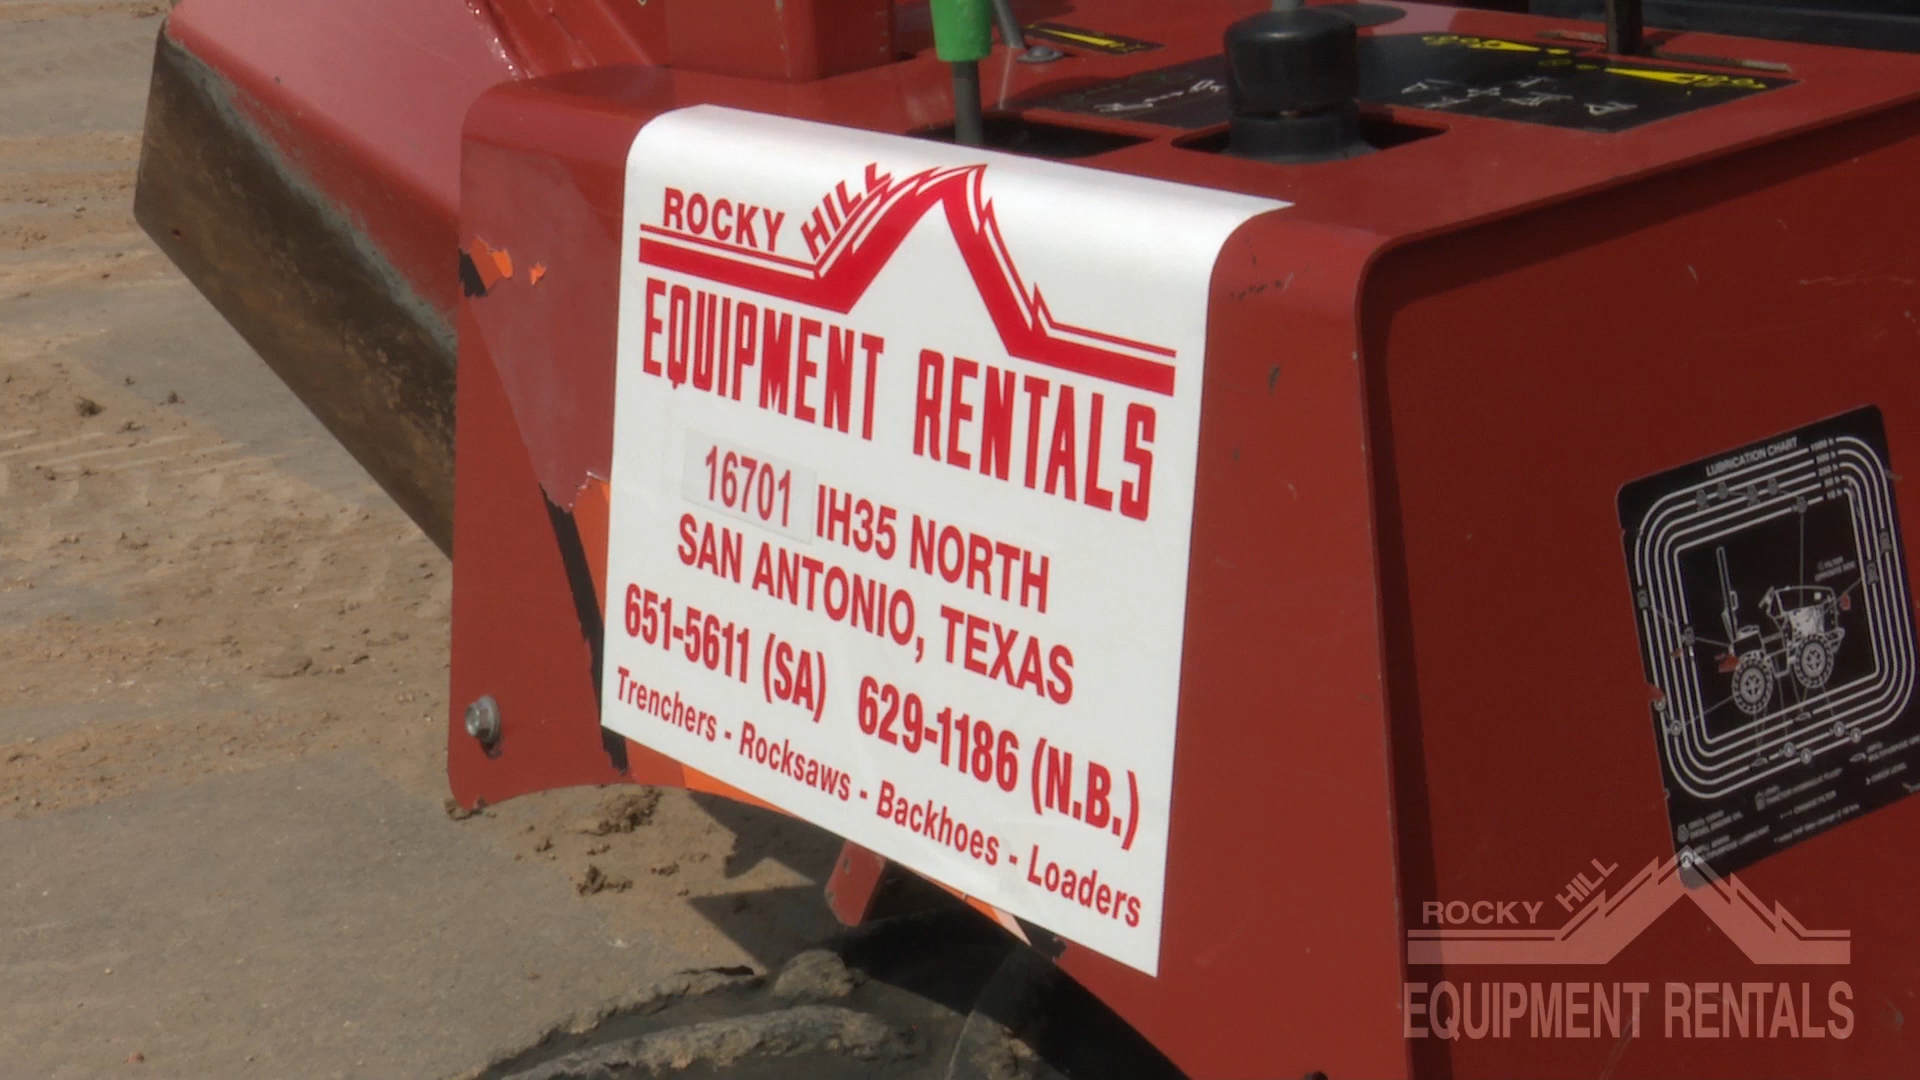 ROCKY HILL
EQUIPMENT RENTALS
16701 IH35 NORTH
SAN ANTONIO, TEXAS
651-5611 (SA) 629-1186 (N.B.)
Trenchers - Rocksaws - Backhoes - Loaders
LUBRICATION CHART
ROCKY HILL
EQUIPMENT RENTALS